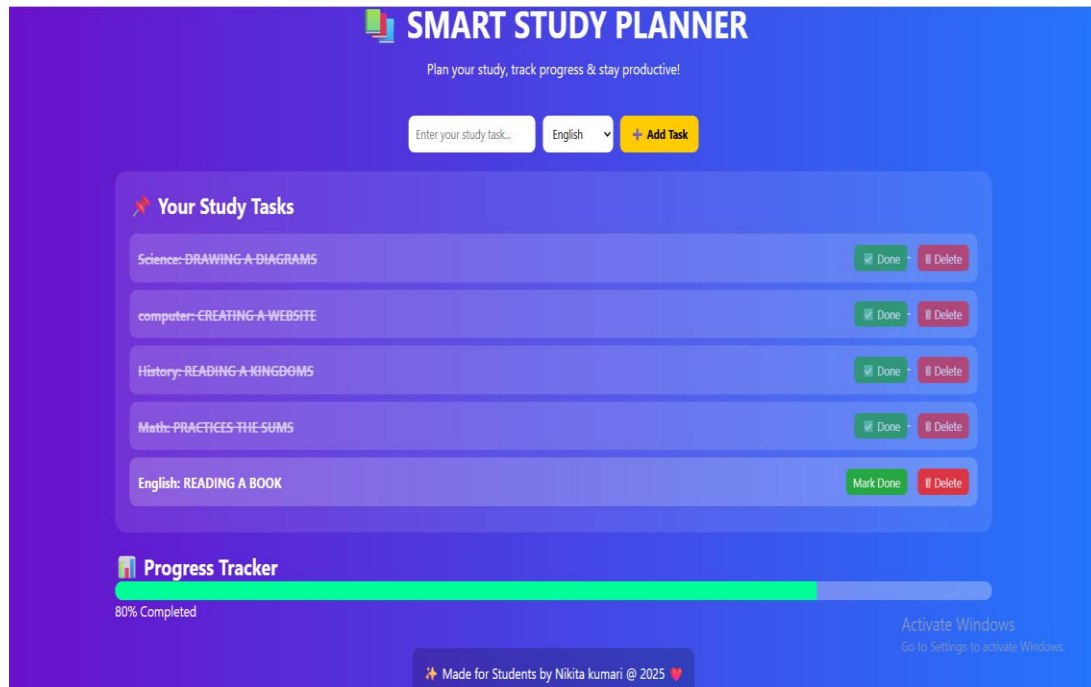 📚 SMART STUDY PLANNER
Plan your study, track progress & stay productive!
Enter your study task... English ➕ Add Task
📌 Your Study Tasks
Science: DRAWING A DIAGRAMS ☑ Done - 🗑 Delete
computer: CREATING A WEBSITE ☑ Done - 🗑 Delete
History: READING A KINGDOMS ☑ Done - 🗑 Delete
Math: PRACTICES THE SUMS ☑ Done - 🗑 Delete
English: READING A BOOK Mark Done 🗑 Delete
📊 Progress Tracker
80% Completed
Activate Windows
Go to Settings to activate Windows.
✨ Made for Students by Nikita kumari @ 2025 ❤️